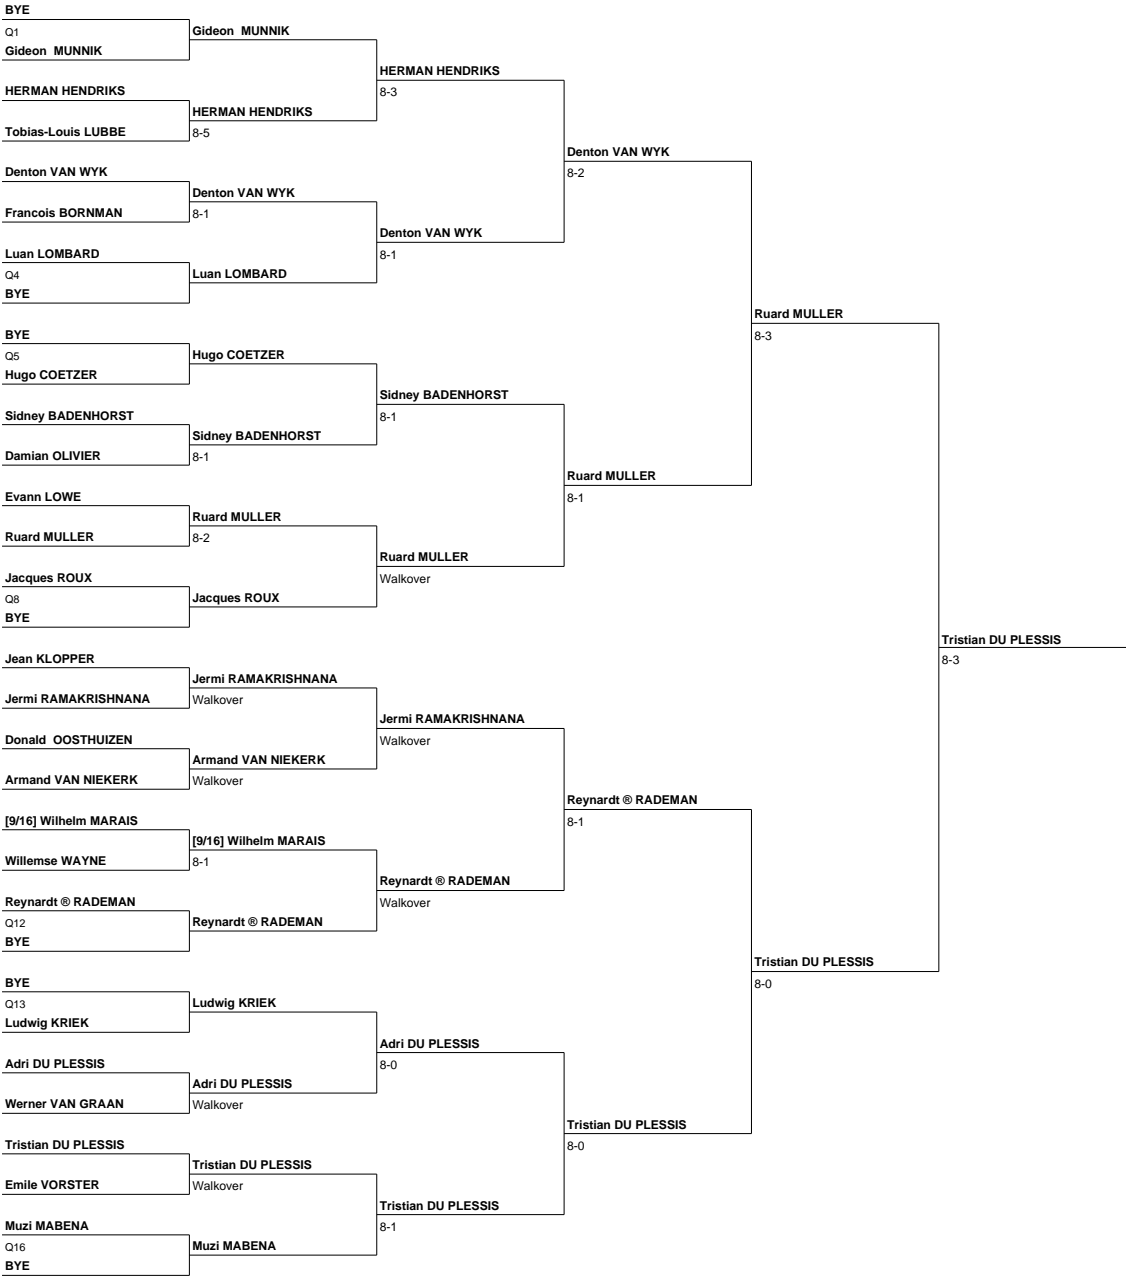 BYE
Q1
Gideon  MUNNIK
HERMAN HENDRIKS
Tobias-Louis LUBBE
Denton VAN WYK
Francois BORNMAN
Luan LOMBARD
Q4
BYE
BYE
Q5
Hugo COETZER
Sidney BADENHORST
Damian OLIVIER
Evann LOWE
Ruard MULLER
Jacques ROUX
Q8
BYE
Jean KLOPPER
Jermi RAMAKRISHNANA
Donald  OOSTHUIZEN
Armand VAN NIEKERK
[9/16] Wilhelm MARAIS
Willemse WAYNE
Reynardt ® RADEMAN
Q12
BYE
BYE
Q13
Ludwig KRIEK
Adri DU PLESSIS
Werner VAN GRAAN
Tristian DU PLESSIS
Emile VORSTER
Muzi MABENA
Q16
BYE
Gideon  MUNNIK
HERMAN HENDRIKS
8-5
Denton VAN WYK
8-1
Luan LOMBARD
Hugo COETZER
Sidney BADENHORST
8-1
Ruard MULLER
8-2
Jacques ROUX
Jermi RAMAKRISHNANA
Walkover
Armand VAN NIEKERK
Walkover
[9/16] Wilhelm MARAIS
8-1
Reynardt ® RADEMAN
Ludwig KRIEK
Adri DU PLESSIS
Walkover
Tristian DU PLESSIS
Walkover
Muzi MABENA
HERMAN HENDRIKS
8-3
Denton VAN WYK
8-1
Sidney BADENHORST
8-1
Ruard MULLER
Walkover
Jermi RAMAKRISHNANA
Walkover
Reynardt ® RADEMAN
Walkover
Adri DU PLESSIS
8-0
Tristian DU PLESSIS
8-1
Denton VAN WYK
8-2
Ruard MULLER
8-1
Reynardt ® RADEMAN
8-1
Tristian DU PLESSIS
8-0
Ruard MULLER
8-3
Tristian DU PLESSIS
8-0
Tristian DU PLESSIS
8-3